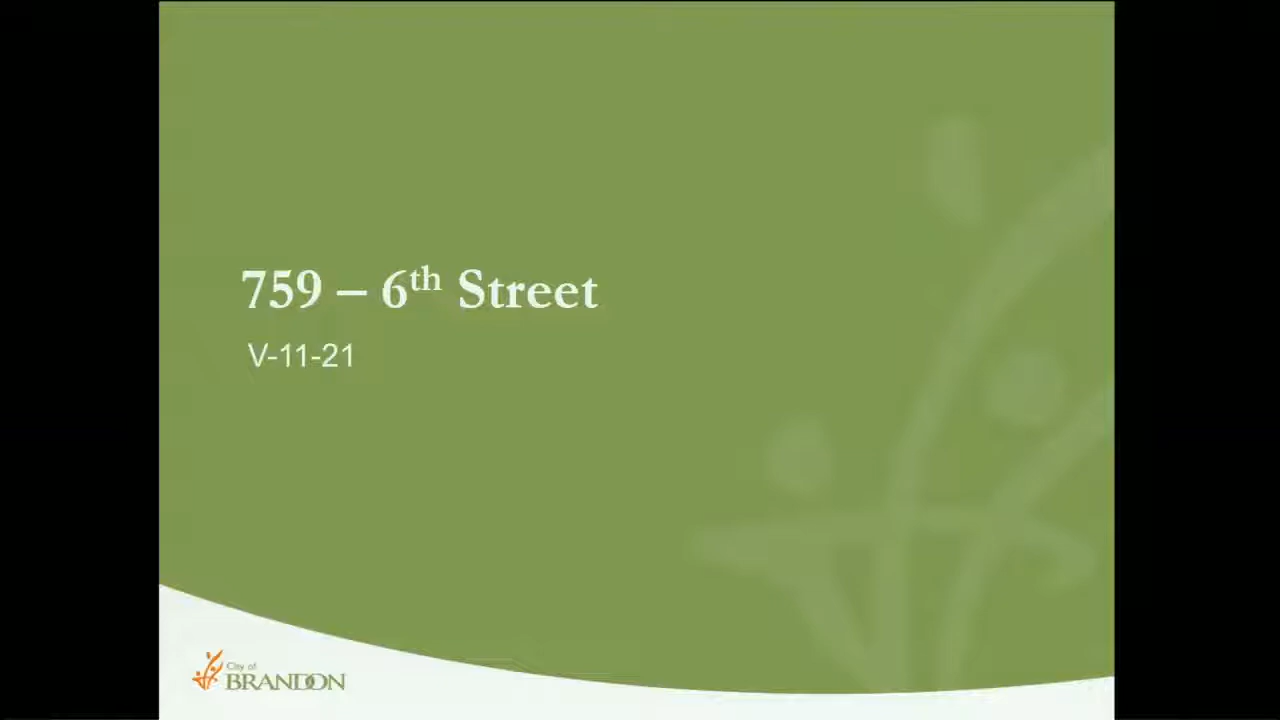 759 – 6th Street
V-11-21
City of
BRANDON